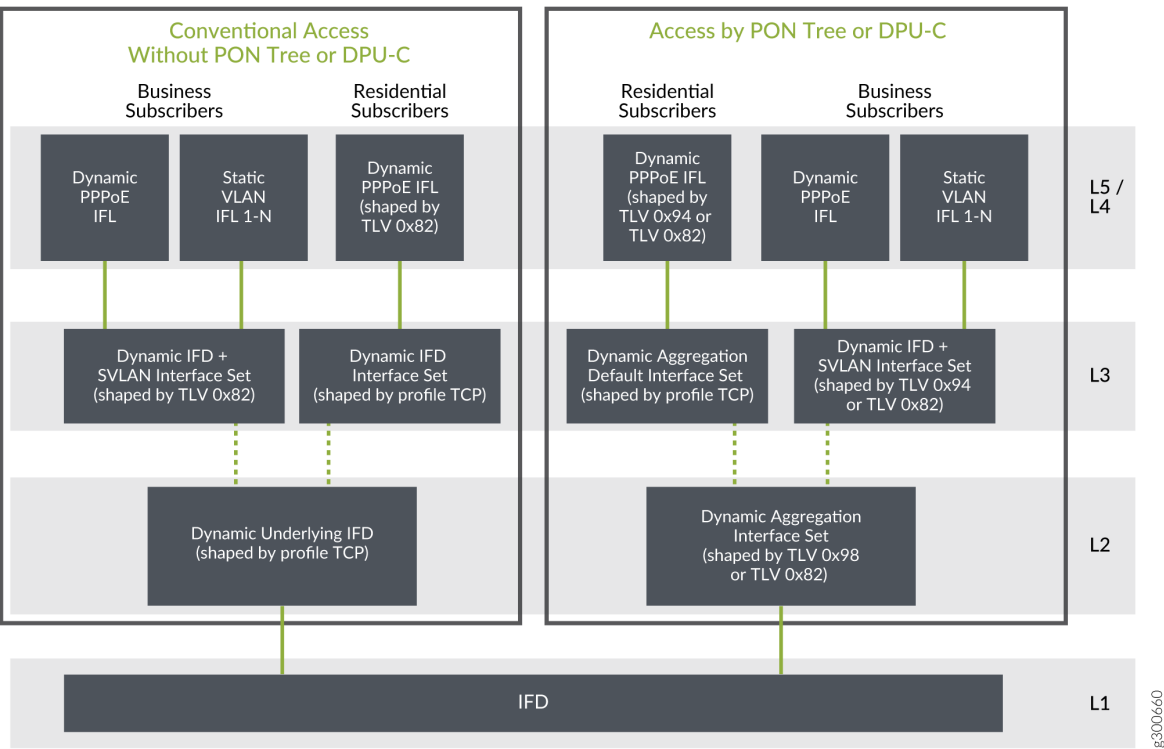 Conventional Access
Without PON Tree or DPU-C
Access by PON Tree or DPU-C
Business
Subscribers
Residential
Subscribers
Residential
Subscribers
Business
Subscribers
Dynamic
PPPoE
IFL
Static
VLAN
IFL 1-N
Dynamic
PPPoE IFL
(shaped by
TLV 0x82)
Dynamic
PPPoE IFL
(shaped by
TLV 0x94 or
TLV 0x82)
Dynamic
PPPoE
IFL
Static
VLAN
IFL 1-N
L5 /
L4
Dynamic IFD +
SVLAN Interface Set
(shaped by TLV 0x82)
Dynamic IFD
Interface Set
(shaped by profile TCP)
Dynamic Aggregation
Default Interface Set
(shaped by profile TCP)
Dynamic IFD +
SVLAN Interface Set
(shaped by TLV 0x94
or TLV 0x82)
L3
Dynamic Underlying IFD
(shaped by profile TCP)
Dynamic Aggregation
Interface Set
(shaped by TLV 0x98
or TLV 0x82)
L2
IFD
L1
g300660